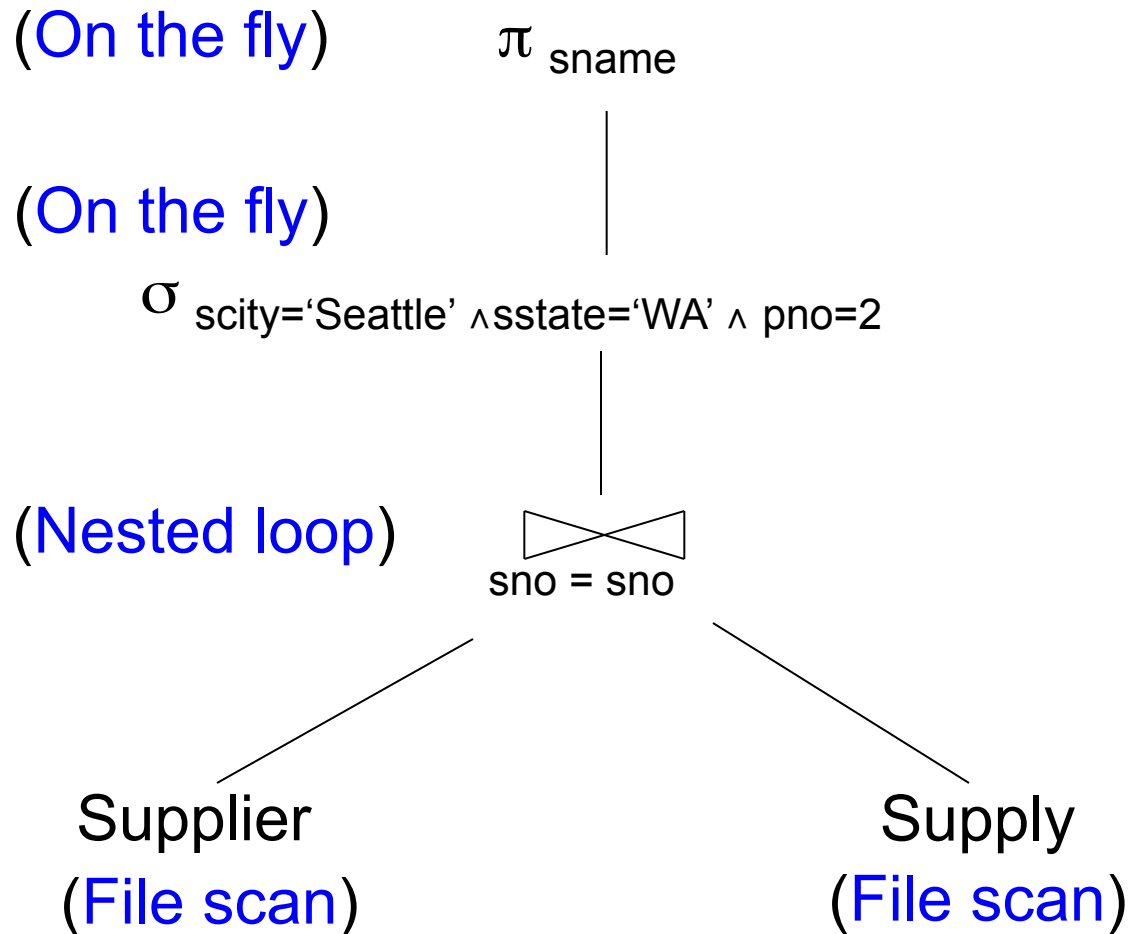 (On the fly) π sname
(On the fly)
σ scity=‘Seattle’ ∧sstate=‘WA’ ∧ pno=2
(Nested loop)
sno = sno
Supplier Supply
(File scan) (File scan)